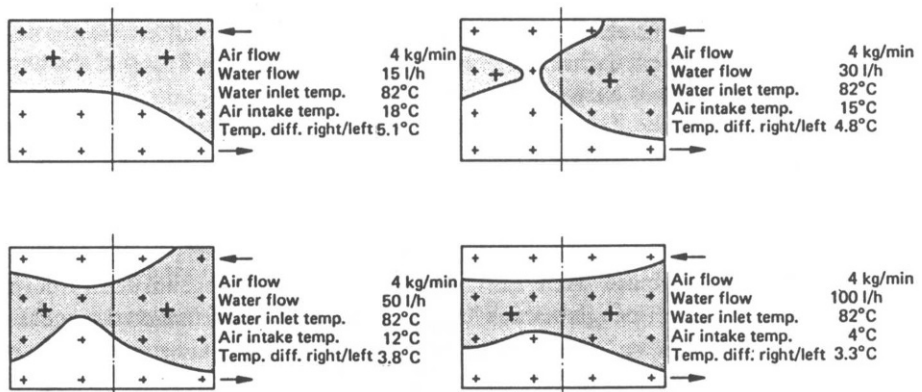 Air flow 4 kg/min
Water flow 15 l/h
Water inlet temp. 82°C
Air intake temp. 18°C
Temp. diff. right/left 5.1°C
Air flow 4 kg/min
Water flow 30 l/h
Water inlet temp. 82°C
Air intake temp. 15°C
Temp. diff. right/left 4.8°C
Air flow 4 kg/min
Water flow 50 l/h
Water inlet temp. 82°C
Air intake temp. 12°C
Temp. diff. right/left 3.8°C
Air flow 4 kg/min
Water flow 100 l/h
Water inlet temp. 82°C
Air intake temp. 4°C
Temp. diff. right/left 3.3°C